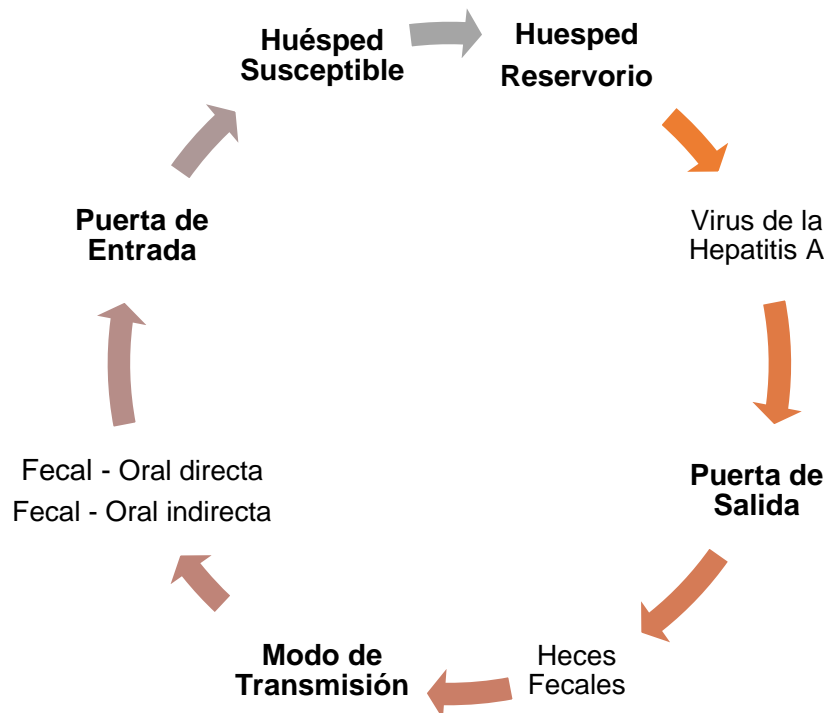 Huésped
Susceptible
Huesped
Reservorio
Virus de la
Hepatitis A
Puerta de
Salida
Heces
Fecales
Modo de
Transmisión
Fecal - Oral directa
Fecal - Oral indirecta
Puerta de
Entrada